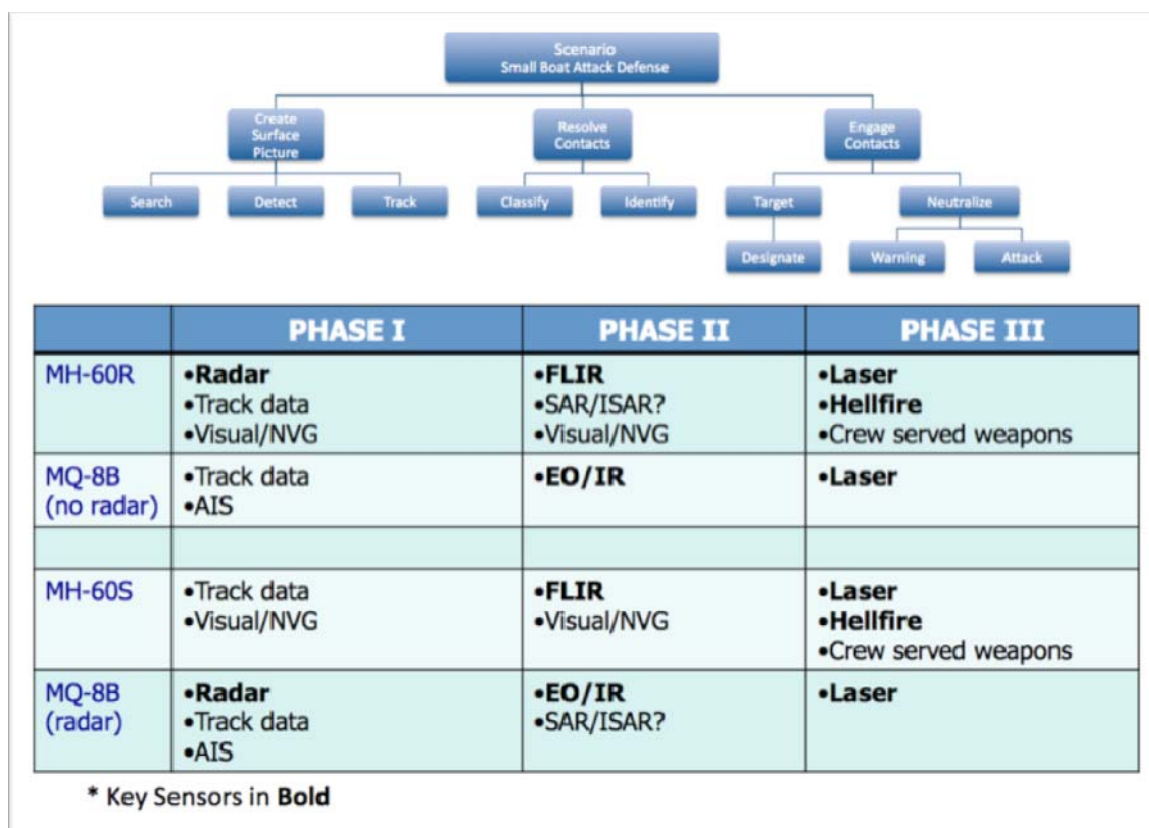 Scenario
Small Boat Attack Defense
Create
Surface
Picture
Resolve
Contacts
Engage
Contacts
Search
Detect
Track
Classify
Identify
Target
Neutralize
Designate
Warning
Attack
PHASE I
PHASE II
PHASE III
MH-60R
•Radar
•Track data
•Visual/NVG
•FLIR
•SAR/ISAR?
•Visual/NVG
•Laser
•Hellfire
•Crew served weapons
MQ-8B
(no radar)
•Track data
•AIS
•EO/IR
•Laser
MH-60S
•Track data
•Visual/NVG
•FLIR
•Visual/NVG
•Laser
•Hellfire
•Crew served weapons
MQ-8B
(radar)
•Radar
•Track data
•AIS
•EO/IR
•SAR/ISAR?
•Laser
* Key Sensors in Bold